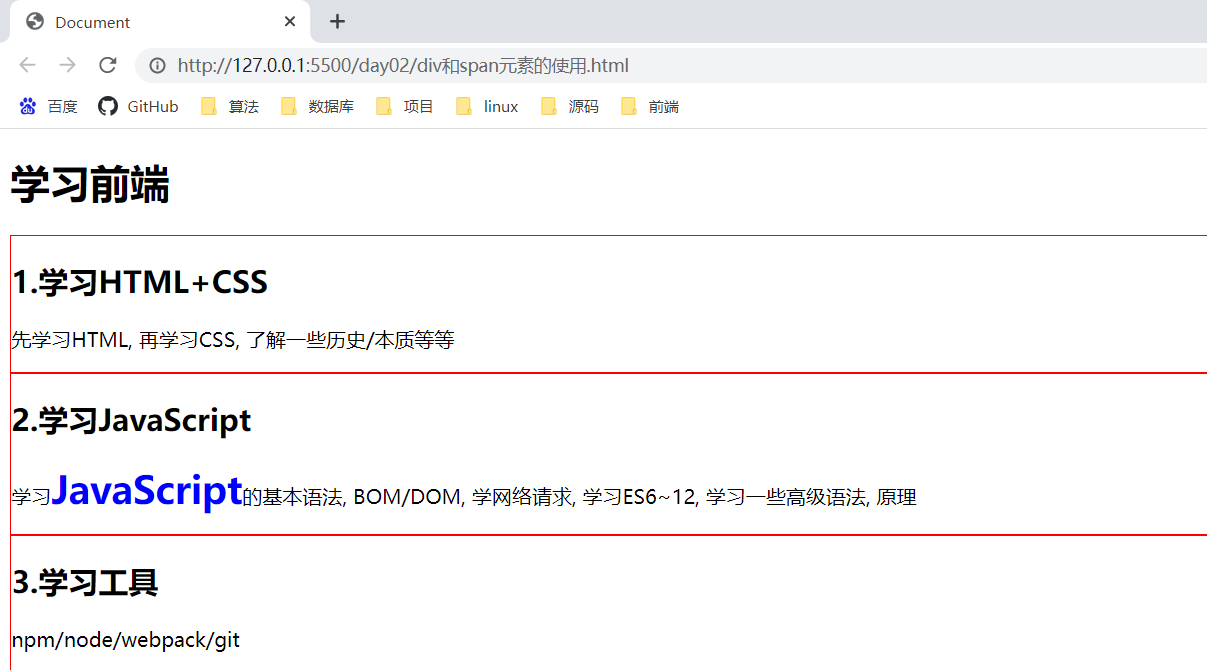 Document
http://127.0.0.1:5500/day02/div和span元素的使用.html
百度 GitHub 算法 数据库 项目 linux 源码 前端
学习前端
1.学习HTML+CSS
先学习HTML, 再学习CSS, 了解一些历史/本质等等
2.学习JavaScript
学习JavaScript的基本语法, BOM/DOM, 学网络请求, 学习ES6~12, 学习一些高级语法, 原理
3.学习工具
npm/node/webpack/git